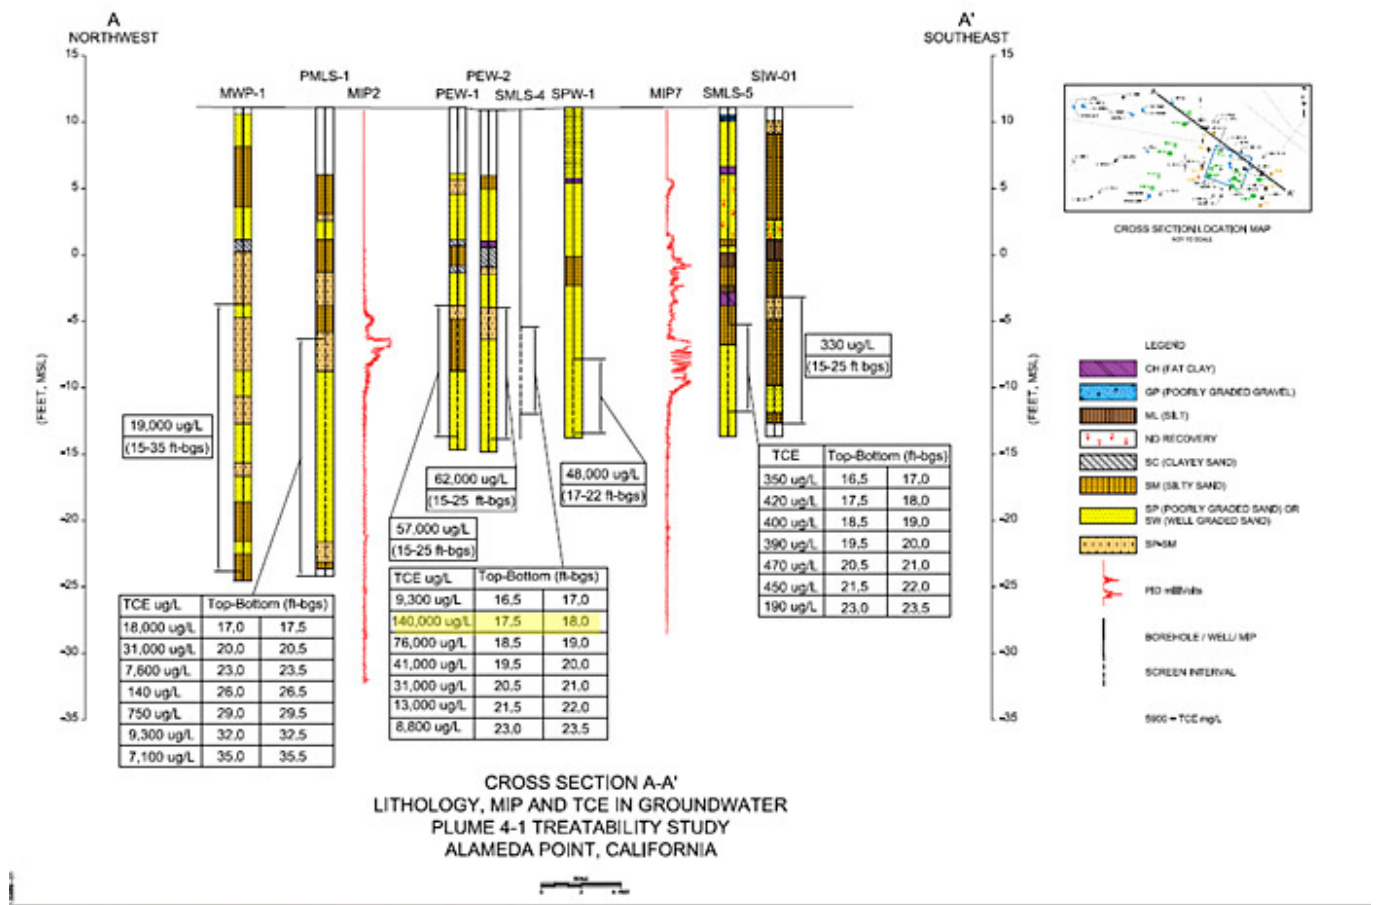 A
NORTHWEST
A'
SOUTHEAST
15
10
5
0
-5
-10
-15
-20
-25
-30
-35
(FEET, MSL)
MWP-1
PMLS-1
MIP2
PEW-1
PEW-2
SMLS-4
SPW-1
MIP7
SMLS-5
SIW-01
15
10
5
0
-5
-10
-15
-20
-25
-30
-35
(FEET, MSL)
19,000 ug/L
(15-35 ft-bgs)
62,000 ug/L
(15-25 ft-bgs)
57,000 ug/L
(15-25 ft-bgs)
48,000 ug/L
(17-22 ft-bgs)
330 ug/L
(15-25 ft bgs)
TCE ug/L Top-Bottom (ft-bgs)
18,000 ug/L 17,0 17,5
31,000 ug/L 20,0 20,5
7,600 ug/L 23,0 23,5
140 ug/L 26,0 26,5
750 ug/L 29,0 29,5
9,300 ug/L 32,0 32,5
7,100 ug/L 35,0 35,5
TCE ug/L Top-Bottom (ft-bgs)
9,300 ug/L 16,5 17,0
140,000 ug/L 17,5 18,0
76,000 ug/L 18,5 19,0
41,000 ug/L 19,5 20,0
31,000 ug/L 20,5 21,0
13,000 ug/L 21,5 22,0
8,800 ug/L 23,0 23,5
TCE Top-Bottom (ft-bgs)
350 ug/L 16,5 17,0
420 ug/L 17,5 18,0
400 ug/L 18,5 19,0
390 ug/L 19,5 20,0
470 ug/L 20,5 21,0
450 ug/L 21,5 22,0
190 ug/L 23,0 23,5
CROSS SECTION LOCATION MAP
NOT TO SCALE
LEGEND
CH (FAT CLAY)
GP (POORLY GRADED GRAVEL)
ML (SILT)
NO RECOVERY
SC (CLAYEY SAND)
SM (SILTY SAND)
SP (POORLY GRADED SAND) OR
SW (WELL GRADED SAND)
SP-SM
PID milliVolts
BOREHOLE / WELL/ MIP
SCREEN INTERVAL
5900 = TCE mg/L
CROSS SECTION A-A'
LITHOLOGY, MIP AND TCE IN GROUNDWATER
PLUME 4-1 TREATABILITY STUDY
ALAMEDA POINT, CALIFORNIA
SCALE